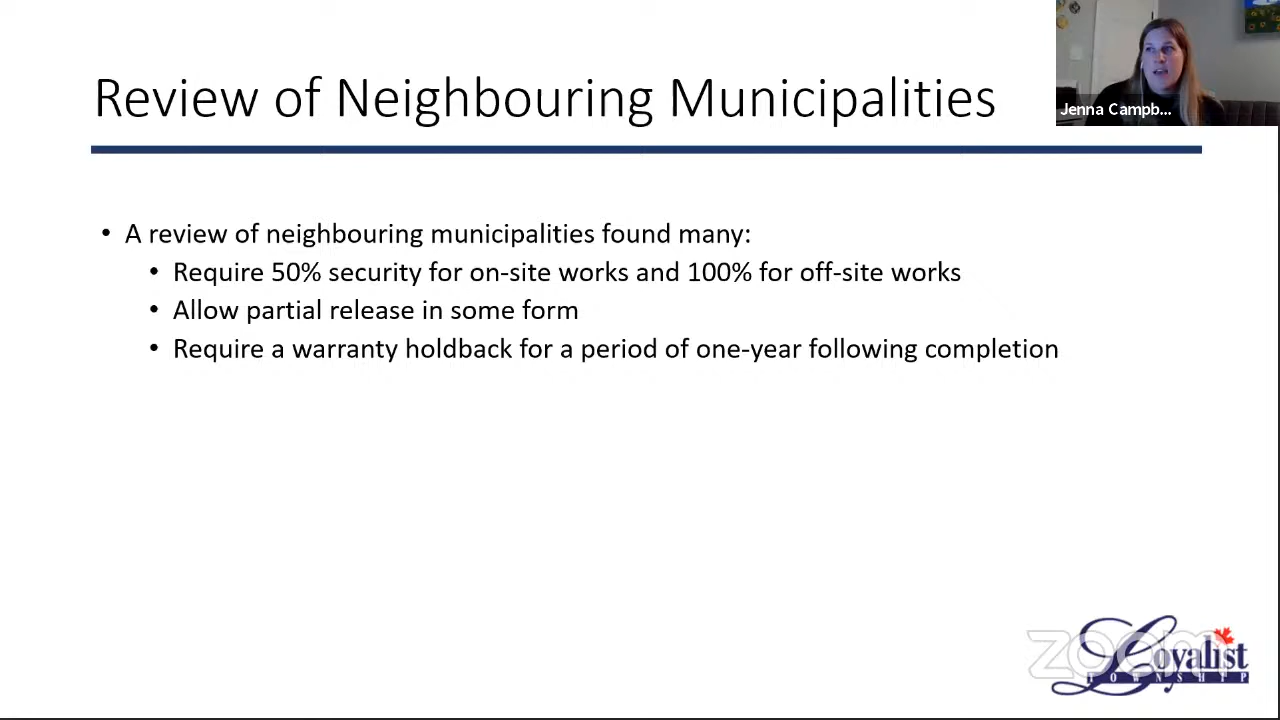 Review of Neighbouring Municipalities
Jenna Campb...
• A review of neighbouring municipalities found many:
• Require 50% security for on-site works and 100% for off-site works
• Allow partial release in some form
• Require a warranty holdback for a period of one-year following completion
zoom
Loyalist
TOWNSHIP